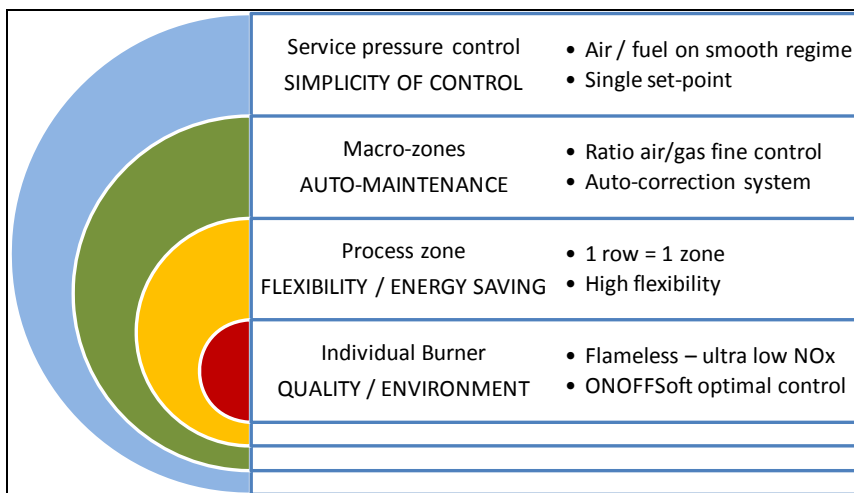 Service pressure control
SIMPLICITY OF CONTROL
• Air / fuel on smooth regime
• Single set-point
Macro-zones
AUTO-MAINTENANCE
• Ratio air/gas fine control
• Auto-correction system
Process zone
FLEXIBILITY / ENERGY SAVING
• 1 row = 1 zone
• High flexibility
Individual Burner
QUALITY / ENVIRONMENT
• Flameless – ultra low NOx
• ONOFFSoft optimal control